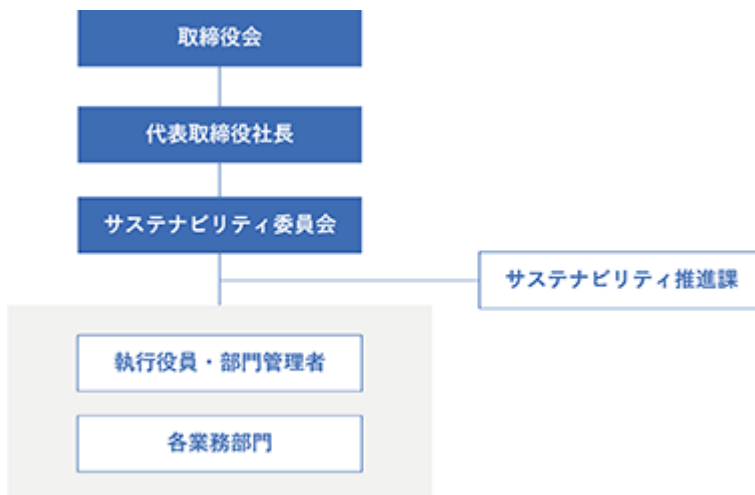 取締役会
代表取締役社長
サステナビリティ委員会
サステナビリティ推進課
執行役員・部門管理者
各業務部門